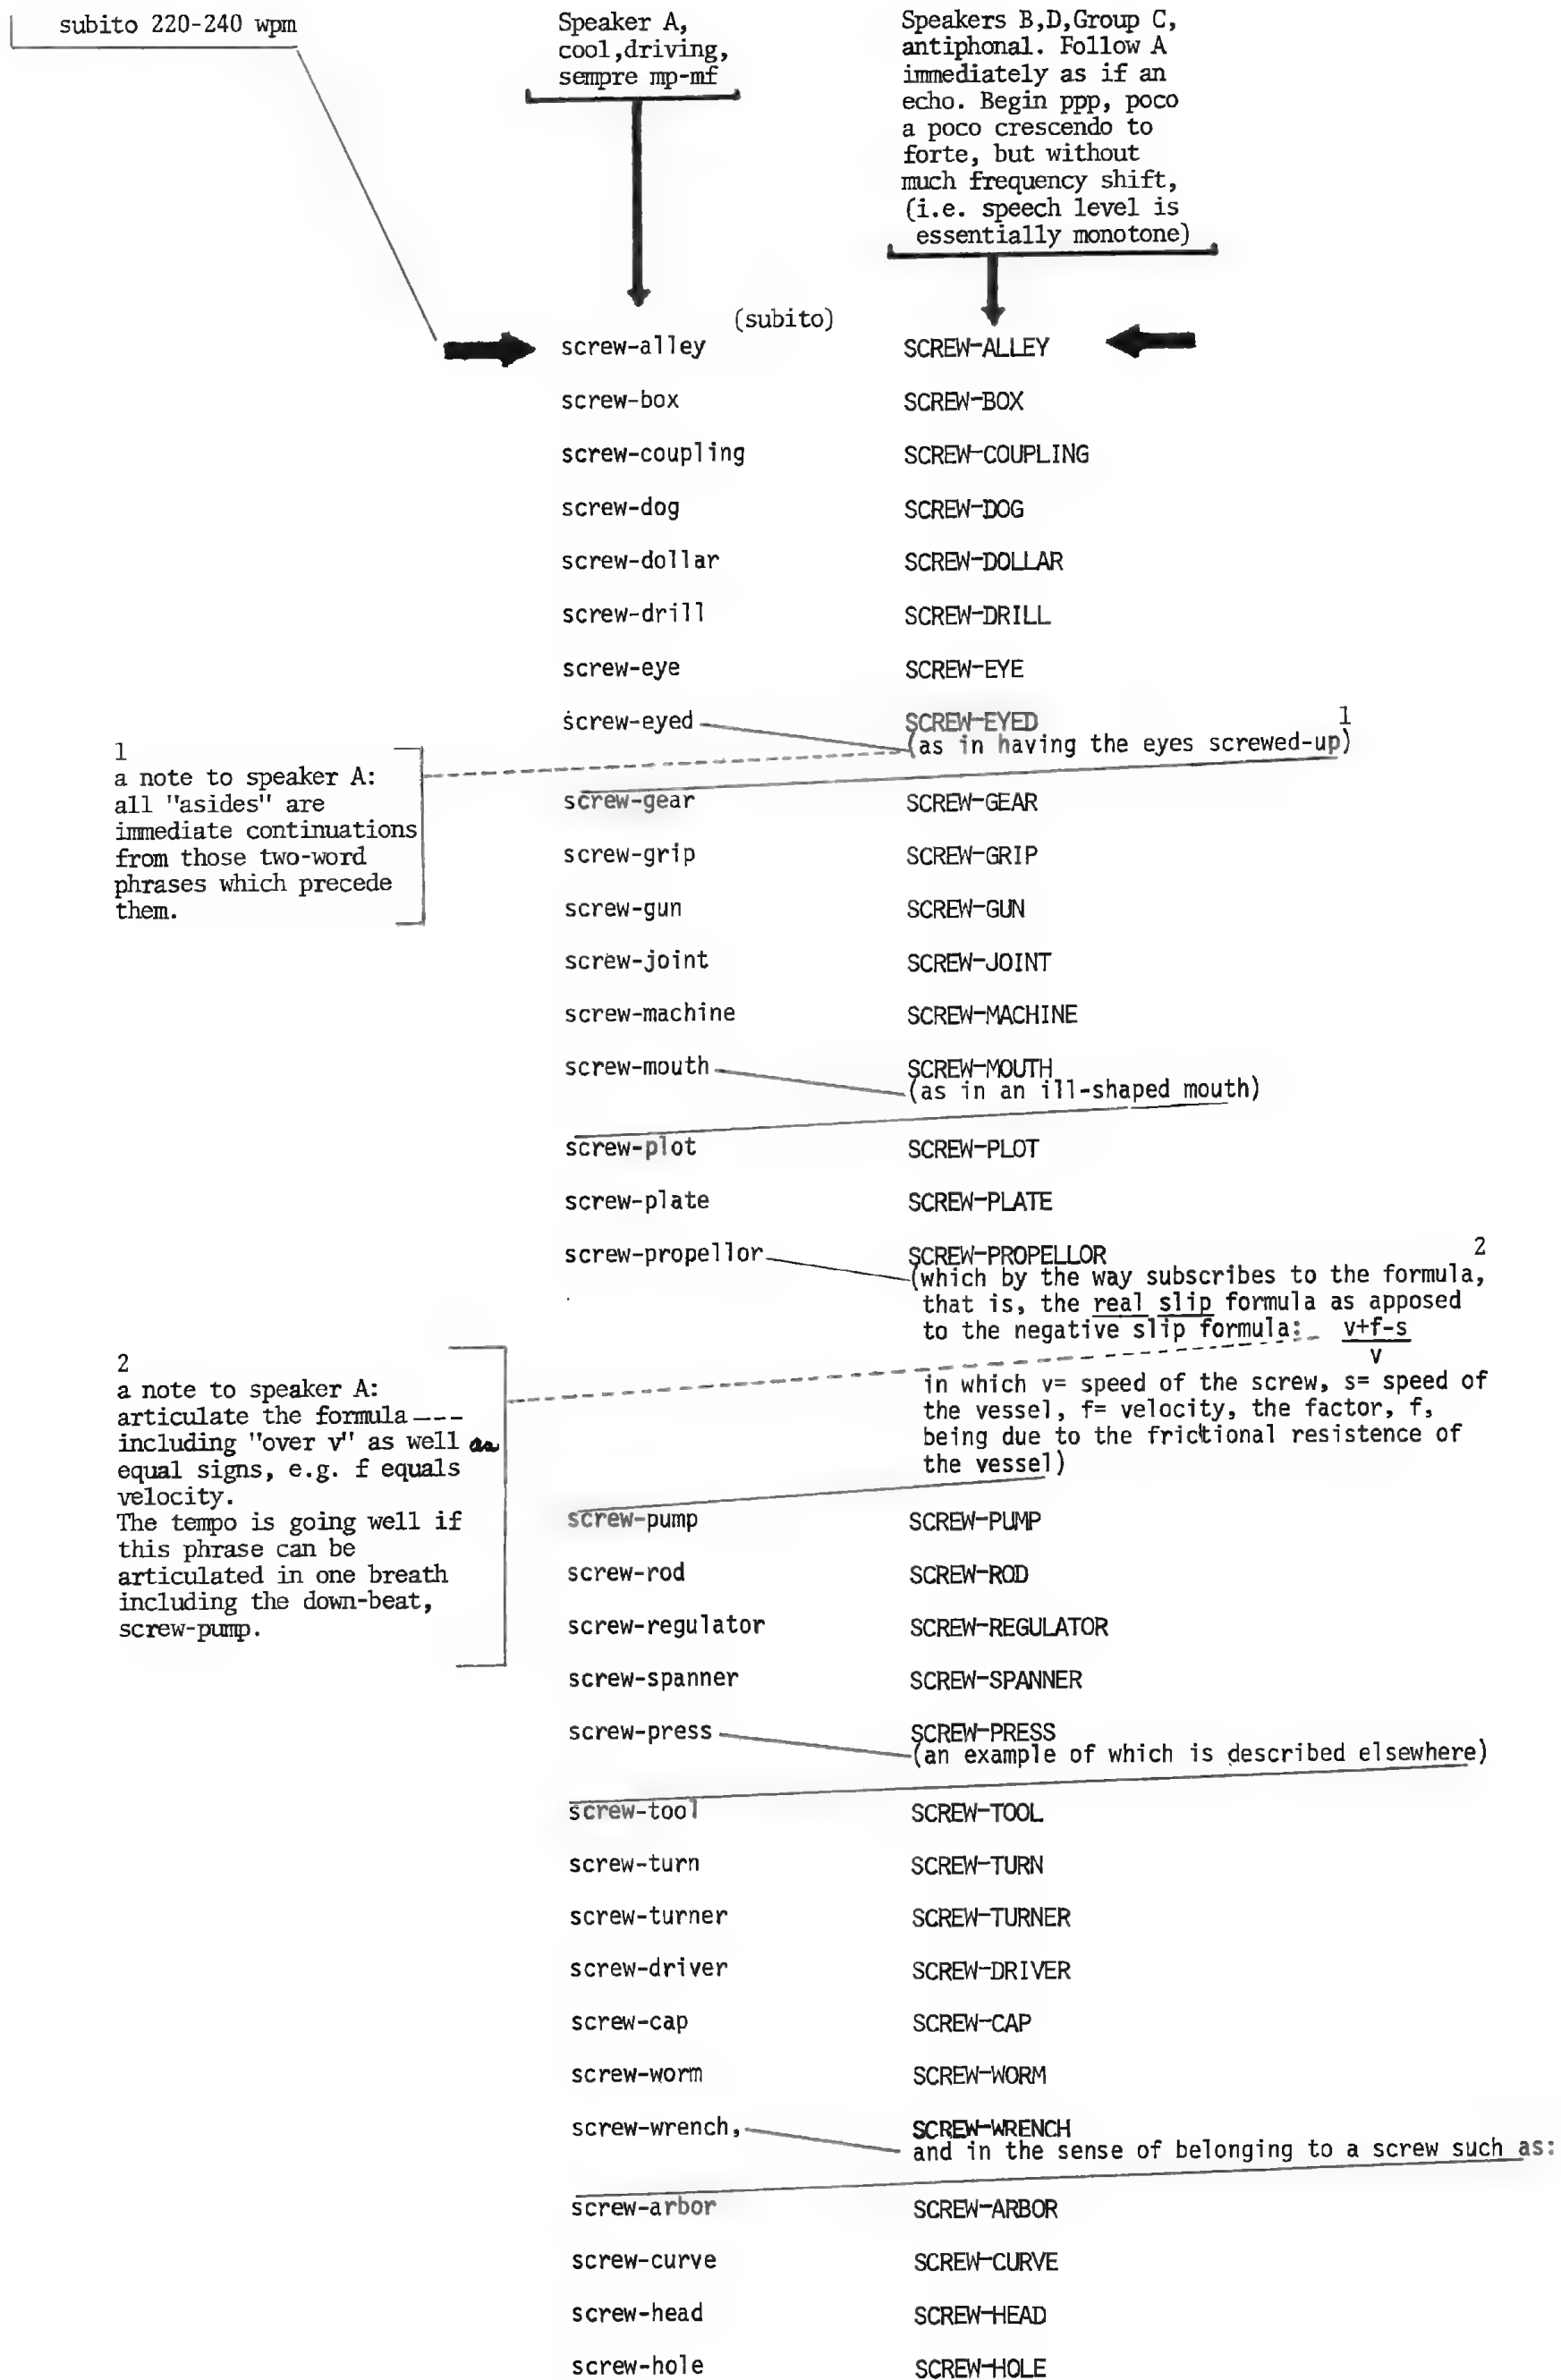 subito 220-240 wpm
Speaker A,
cool,driving,
sempre mp-mf
Speakers B,D,Group C,
antiphonal. Follow A
immediately as if an
echo. Begin ppp, poco
a poco crescendo to
forte, but without
much frequency shift,
(i.e. speech level is
essentially monotone)
(subito)
screw-alley SCREW-ALLEY
screw-box SCREW-BOX
screw-coupling SCREW-COUPLING
screw-dog SCREW-DOG
screw-dollar SCREW-DOLLAR
screw-drill SCREW-DRILL
screw-eye SCREW-EYE
screw-eyed SCREW-EYED
(as in having the eyes screwed-up) 1
1
a note to speaker A:
all "asides" are
immediate continuations
from those two-word
phrases which precede
them.
screw-gear SCREW-GEAR
screw-grip SCREW-GRIP
screw-gun SCREW-GUN
screw-joint SCREW-JOINT
screw-machine SCREW-MACHINE
screw-mouth SCREW-MOUTH
(as in an ill-shaped mouth)
screw-plot SCREW-PLOT
screw-plate SCREW-PLATE
screw-propellor SCREW-PROPELLOR
(which by the way subscribes to the formula, 2
that is, the real slip formula as apposed
to the negative slip formula: v+f-s
v
in which v= speed of the screw, s= speed of
the vessel, f= velocity, the factor, f,
being due to the frictional resistence of
the vessel)
2
a note to speaker A:
articulate the formula ---
including "over v" as well as
equal signs, e.g. f equals
velocity.
The tempo is going well if
this phrase can be
articulated in one breath
including the down-beat,
screw-pump.
screw-pump SCREW-PUMP
screw-rod SCREW-ROD
screw-regulator SCREW-REGULATOR
screw-spanner SCREW-SPANNER
screw-press SCREW-PRESS
(an example of which is described elsewhere)
screw-tool SCREW-TOOL
screw-turn SCREW-TURN
screw-turner SCREW-TURNER
screw-driver SCREW-DRIVER
screw-cap SCREW-CAP
screw-worm SCREW-WORM
screw-wrench, SCREW-WRENCH
and in the sense of belonging to a screw such as:
screw-arbor SCREW-ARBOR
screw-curve SCREW-CURVE
screw-head SCREW-HEAD
screw-hole SCREW-HOLE